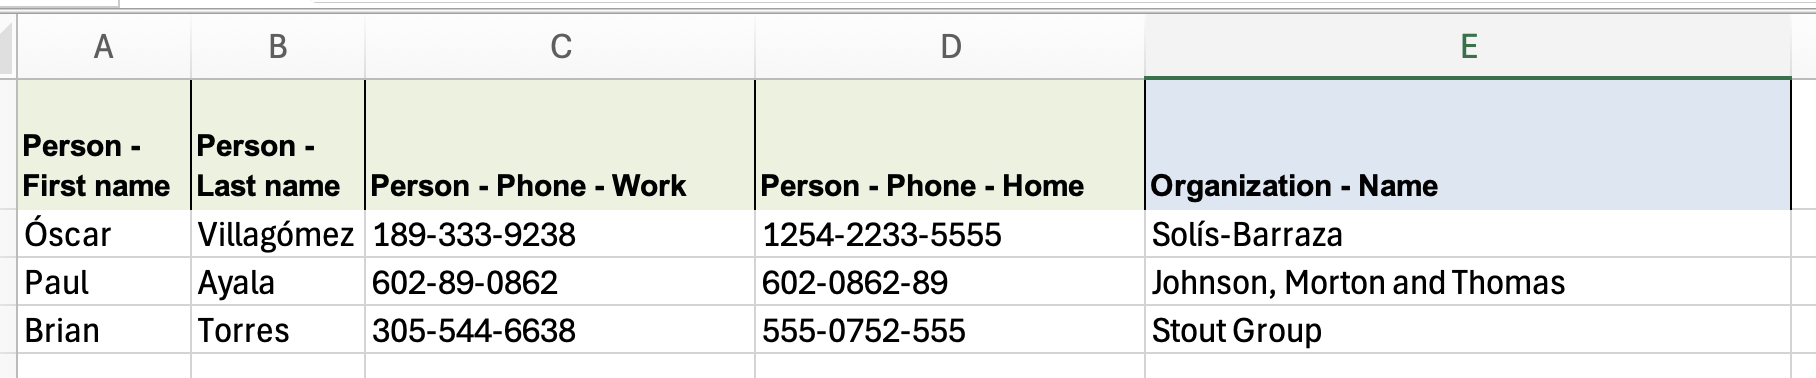 A B C D E
Person - First name Person - Last name Person - Phone - Work Person - Phone - Home Organization - Name
Óscar Villagómez 189-333-9238 1254-2233-5555 Solís-Barraza
Paul Ayala 602-89-0862 602-0862-89 Johnson, Morton and Thomas
Brian Torres 305-544-6638 555-0752-555 Stout Group